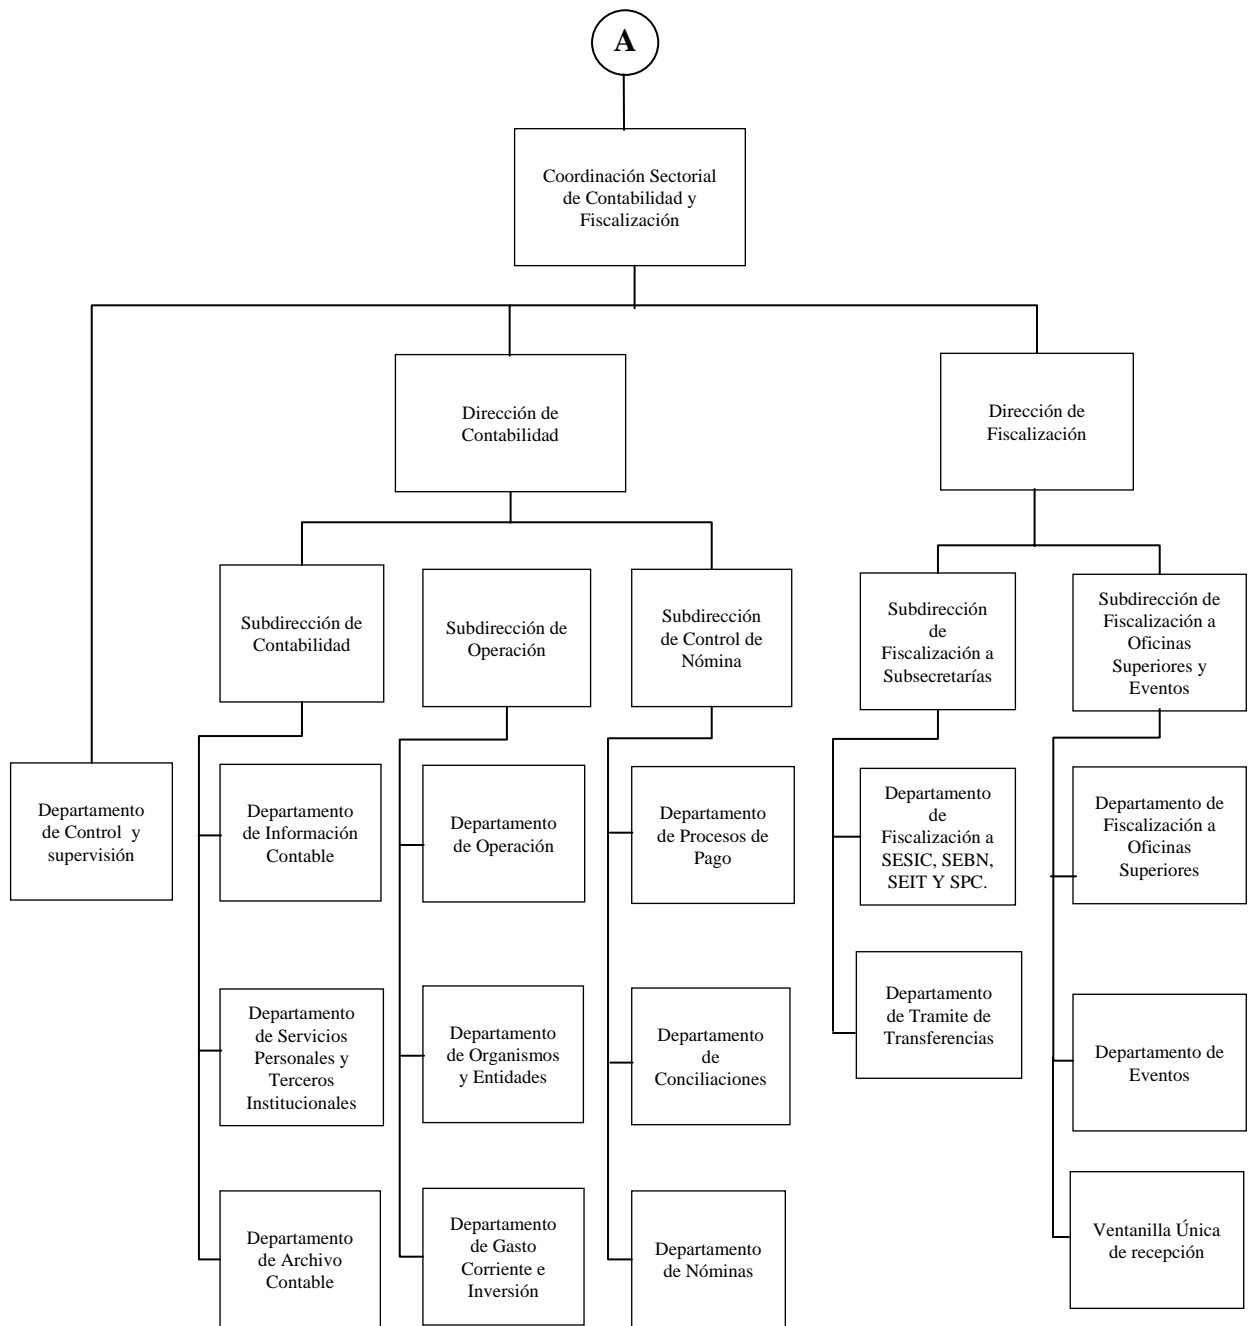 A
Coordinación Sectorial
de Contabilidad y
Fiscalización
Dirección de
Contabilidad
Dirección de
Fiscalización
Subdirección de
Contabilidad
Subdirección de
Operación
Subdirección
de Control de
Nómina
Subdirección
de
Fiscalización a
Subsecretarías
Subdirección de
Fiscalización a
Oficinas
Superiores y
Eventos
Departamento
de Control y
supervisión
Departamento
de Información
Contable
Departamento
de Operación
Departamento
de Procesos de
Pago
Departamento
de
Fiscalización a
SESIC, SEBN,
SEIT Y SPC.
Departamento de
Fiscalización a
Oficinas
Superiores
Departamento
de Servicios
Personales y
Terceros
Institucionales
Departamento
de Organismos
y Entidades
Departamento
de
Conciliaciones
Departamento
de Tramite de
Transferencias
Departamento de
Eventos
Departamento
de Archivo
Contable
Departamento
de Gasto
Corriente e
Inversión
Departamento
de Nóminas
Ventanilla Única
de recepción